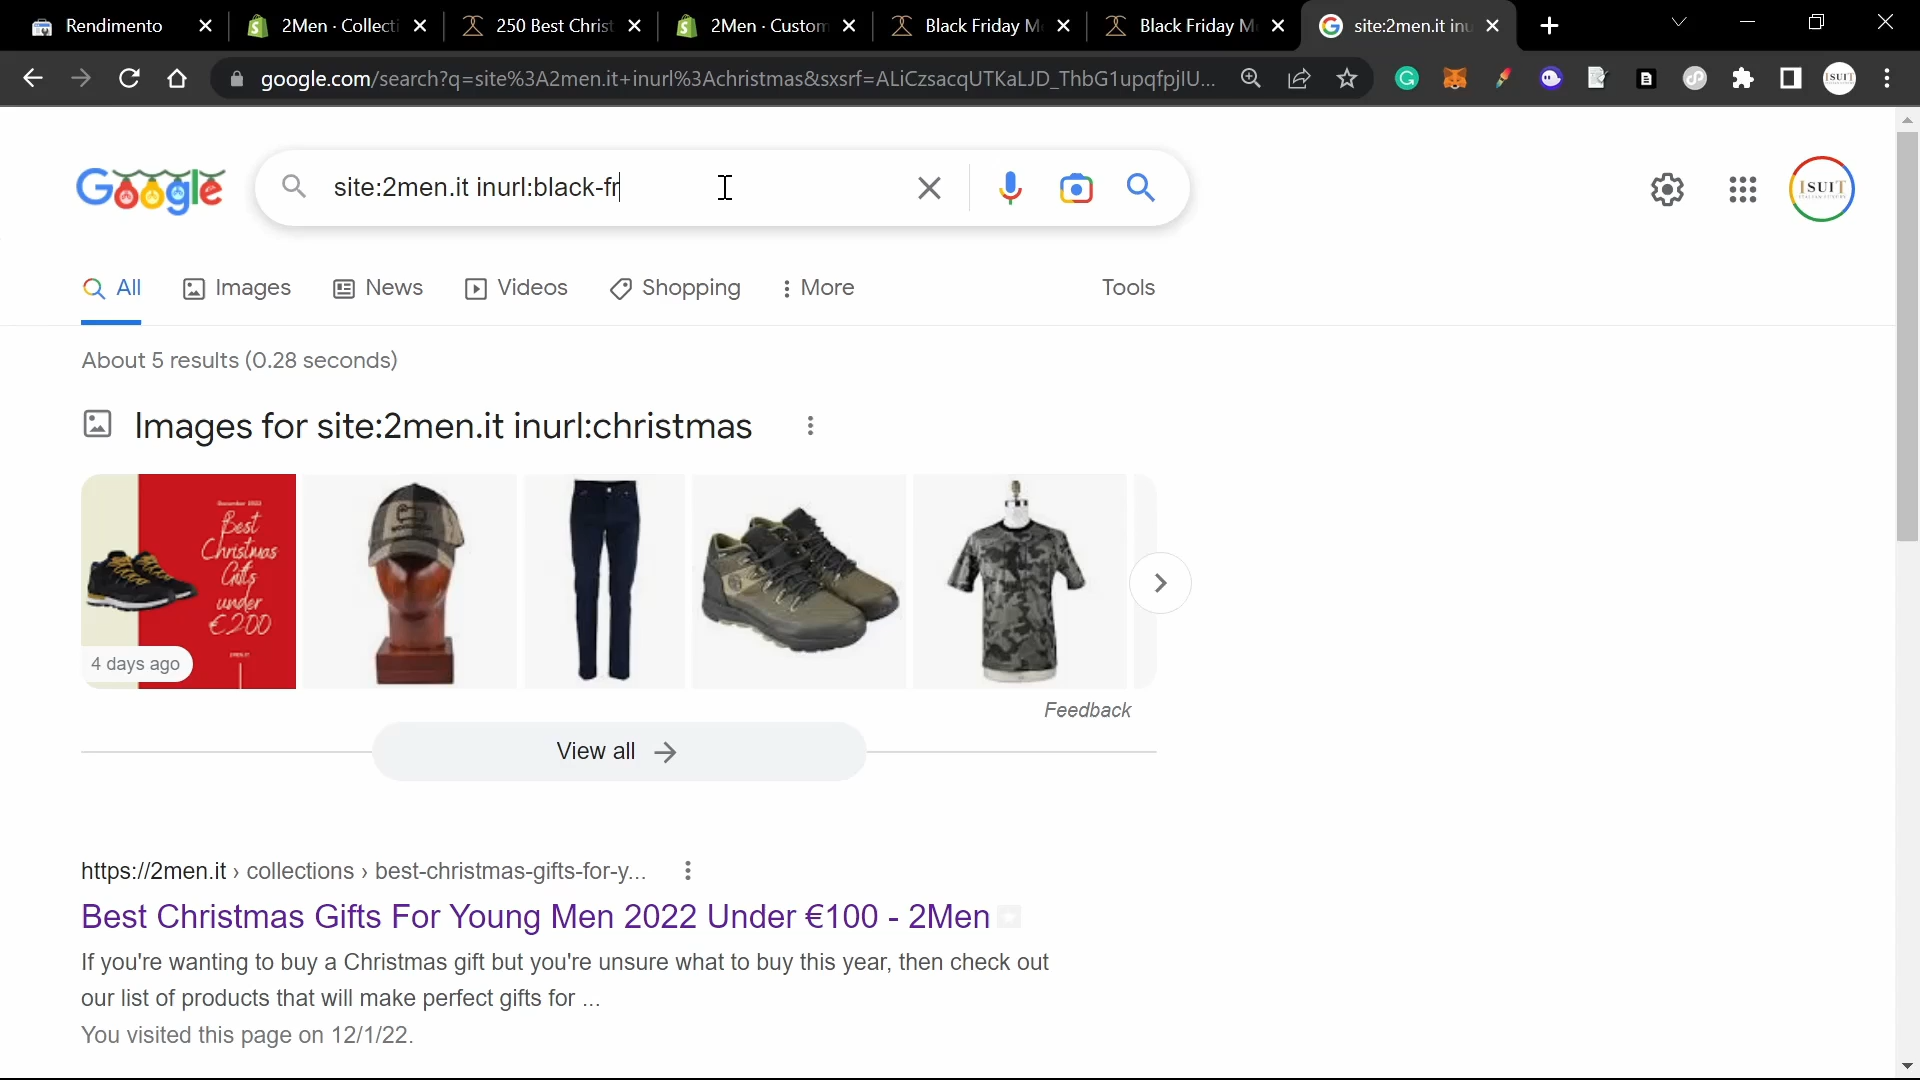 Rendimento
2Men · Collecti
250 Best Christ
2Men · Custom
Black Friday M
Black Friday M
site:2men.it inu
google.com/search?q=site%3A2men.it+inurl%3Achristmas&sxsrf=ALiCzsacqUTKaLJD_ThbG1upqfpjIU...
Google
site:2men.it inurl:black-fr
ISUIT
All
Images
News
Videos
Shopping
More
Tools
About 5 results (0.28 seconds)
Images for site:2men.it inurl:christmas
December 2022
Best
Christmas
Gifts
under
€200
2MEN.IT
4 days ago
Feedback
View all
https://2men.it › collections › best-christmas-gifts-for-y...
Best Christmas Gifts For Young Men 2022 Under €100 - 2Men
If you're wanting to buy a Christmas gift but you're unsure what to buy this year, then check out
our list of products that will make perfect gifts for ...
You visited this page on 12/1/22.